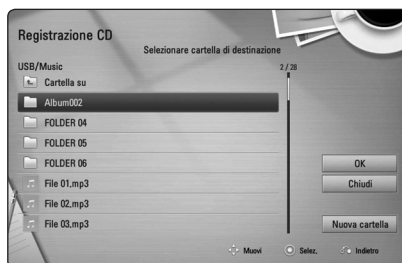 Registrazione CD
Selezionare cartella di destinazione
USB/Music
2 / 28
Cartella su
Album002
FOLDER 04
FOLDER 05
FOLDER 06
File 01.mp3
File 02.mp3
File 03.mp3
OK
Chiudi
Nuova cartella
Muovi
Selez.
Indietro